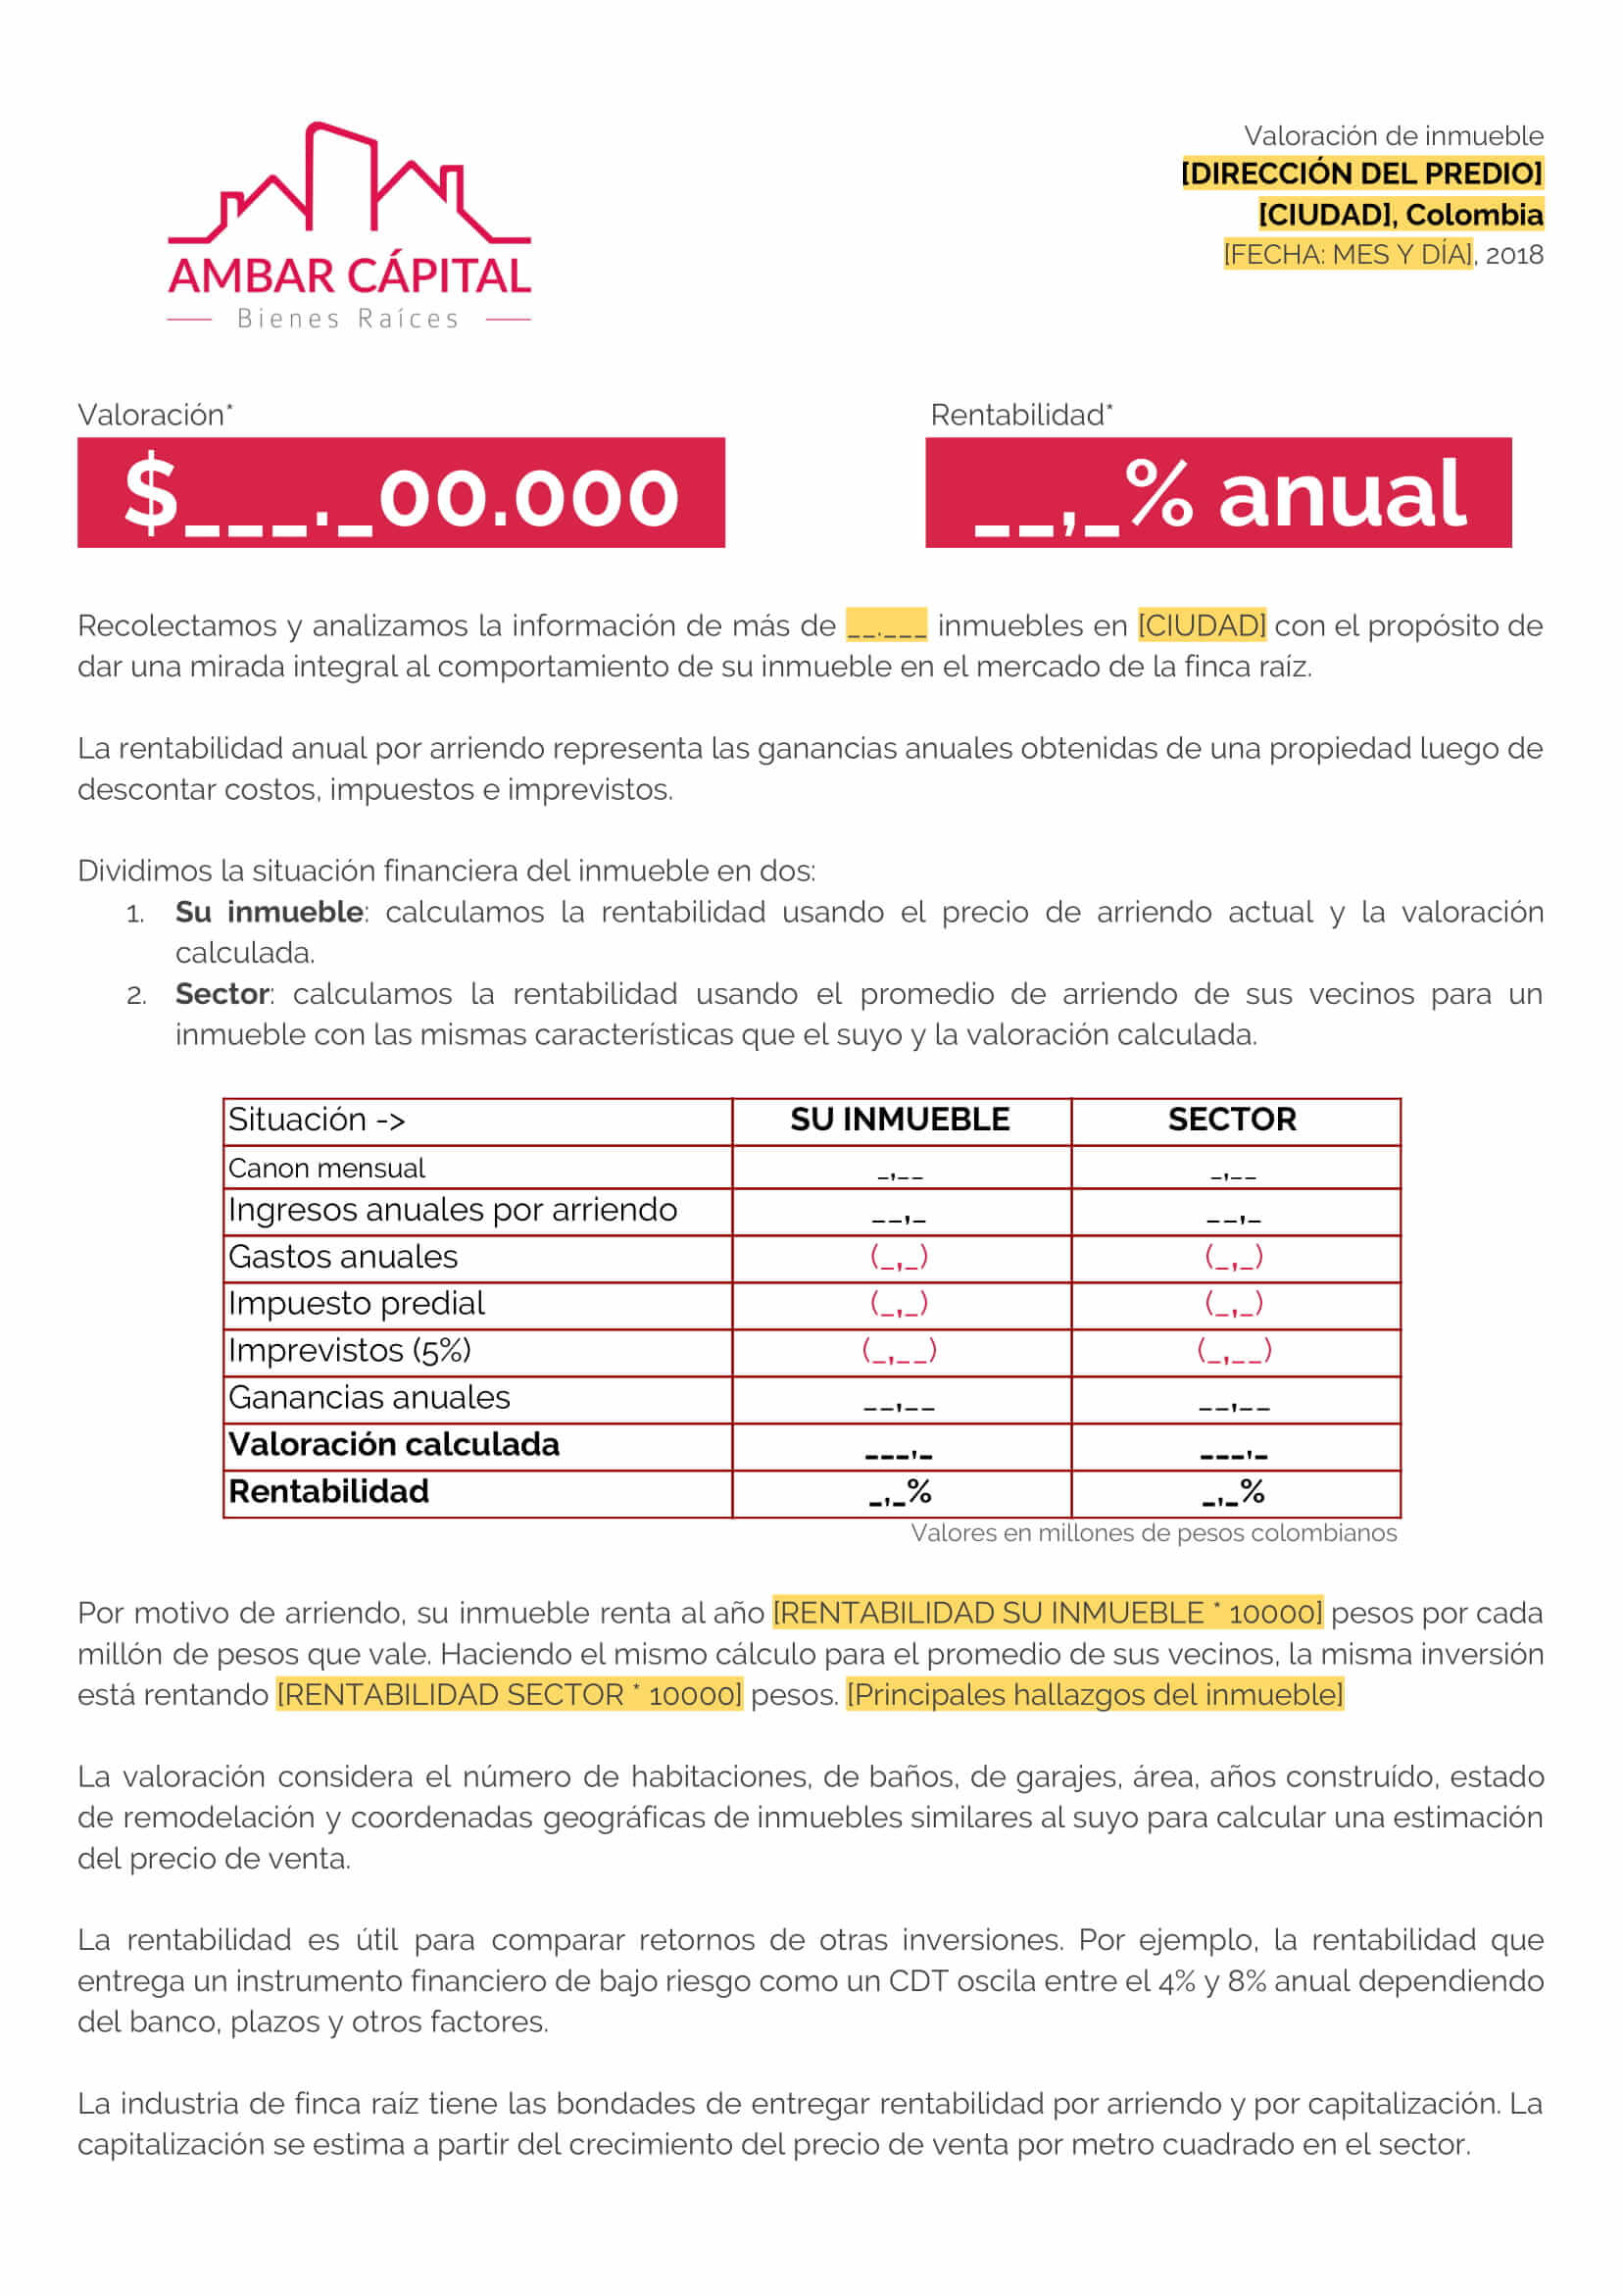 AMBAR CÁPITAL
Bienes Raíces
Valoración de inmueble
[DIRECCIÓN DEL PREDIO]
[CIUDAD], Colombia
[FECHA: MES Y DÍA], 2018
Valoración*
$___._00.000
Rentabilidad*
__,_% anual
Recolectamos y analizamos la información de más de __.___ inmuebles en [CIUDAD] con el propósito de
dar una mirada integral al comportamiento de su inmueble en el mercado de la finca raíz.
La rentabilidad anual por arriendo representa las ganancias anuales obtenidas de una propiedad luego de
descontar costos, impuestos e imprevistos.
Dividimos la situación financiera del inmueble en dos:
1. Su inmueble: calculamos la rentabilidad usando el precio de arriendo actual y la valoración
calculada.
2. Sector: calculamos la rentabilidad usando el promedio de arriendo de sus vecinos para un
inmueble con las mismas características que el suyo y la valoración calculada.
Situación -> SU INMUEBLE SECTOR
Canon mensual _,__ _,__
Ingresos anuales por arriendo __,_ __,_
Gastos anuales (_,_) (_,_)
Impuesto predial (_,_) (_,_)
Imprevistos (5%) (_,__) (_,__)
Ganancias anuales __,__ __,__
Valoración calculada ___,_ ___,_
Rentabilidad _,_% _,_%
Valores en millones de pesos colombianos
Por motivo de arriendo, su inmueble renta al año [RENTABILIDAD SU INMUEBLE * 10000] pesos por cada
millón de pesos que vale. Haciendo el mismo cálculo para el promedio de sus vecinos, la misma inversión
está rentando [RENTABILIDAD SECTOR * 10000] pesos. [Principales hallazgos del inmueble]
La valoración considera el número de habitaciones, de baños, de garajes, área, años construído, estado
de remodelación y coordenadas geográficas de inmuebles similares al suyo para calcular una estimación
del precio de venta.
La rentabilidad es útil para comparar retornos de otras inversiones. Por ejemplo, la rentabilidad que
entrega un instrumento financiero de bajo riesgo como un CDT oscila entre el 4% y 8% anual dependiendo
del banco, plazos y otros factores.
La industria de finca raíz tiene las bondades de entregar rentabilidad por arriendo y por capitalización. La
capitalización se estima a partir del crecimiento del precio de venta por metro cuadrado en el sector.